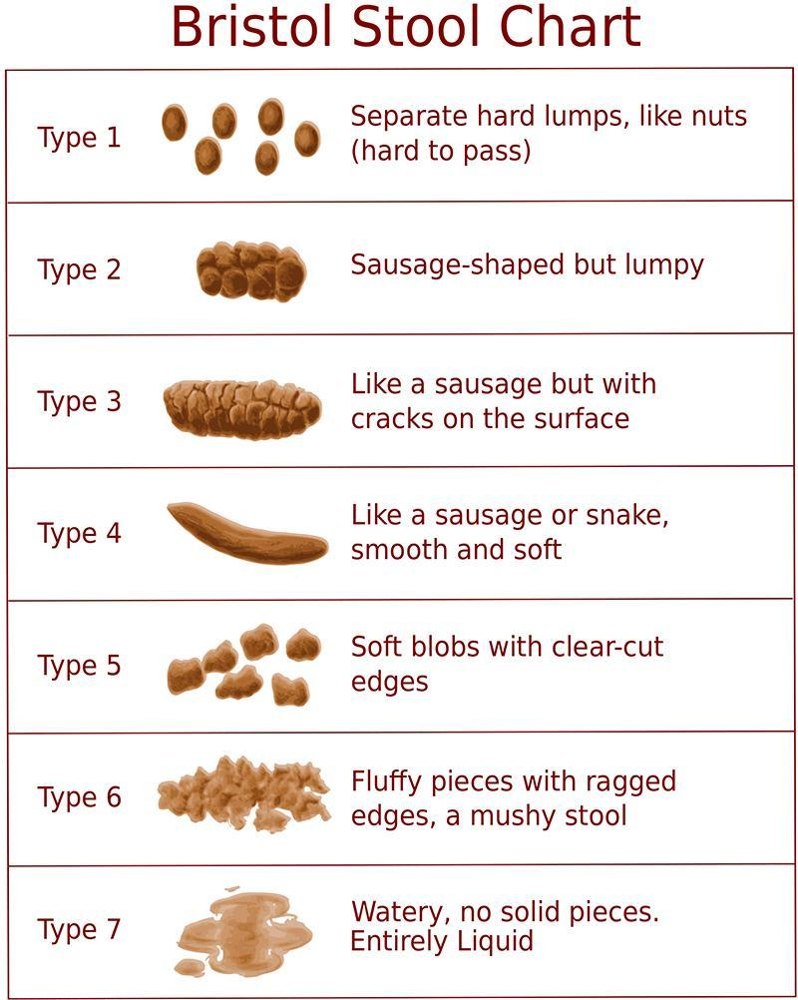 Bristol Stool Chart
Type 1
Separate hard lumps, like nuts
(hard to pass)
Type 2
Sausage-shaped but lumpy
Type 3
Like a sausage but with
cracks on the surface
Type 4
Like a sausage or snake,
smooth and soft
Type 5
Soft blobs with clear-cut
edges
Type 6
Fluffy pieces with ragged
edges, a mushy stool
Type 7
Watery, no solid pieces.
Entirely Liquid